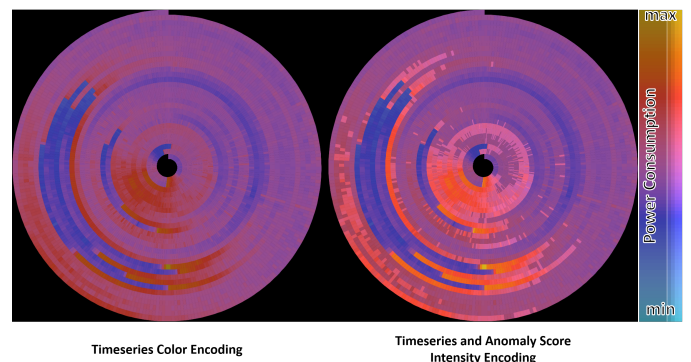 max
Power Consumption
min
Timeseries Color Encoding
Timeseries and Anomaly Score
Intensity Encoding